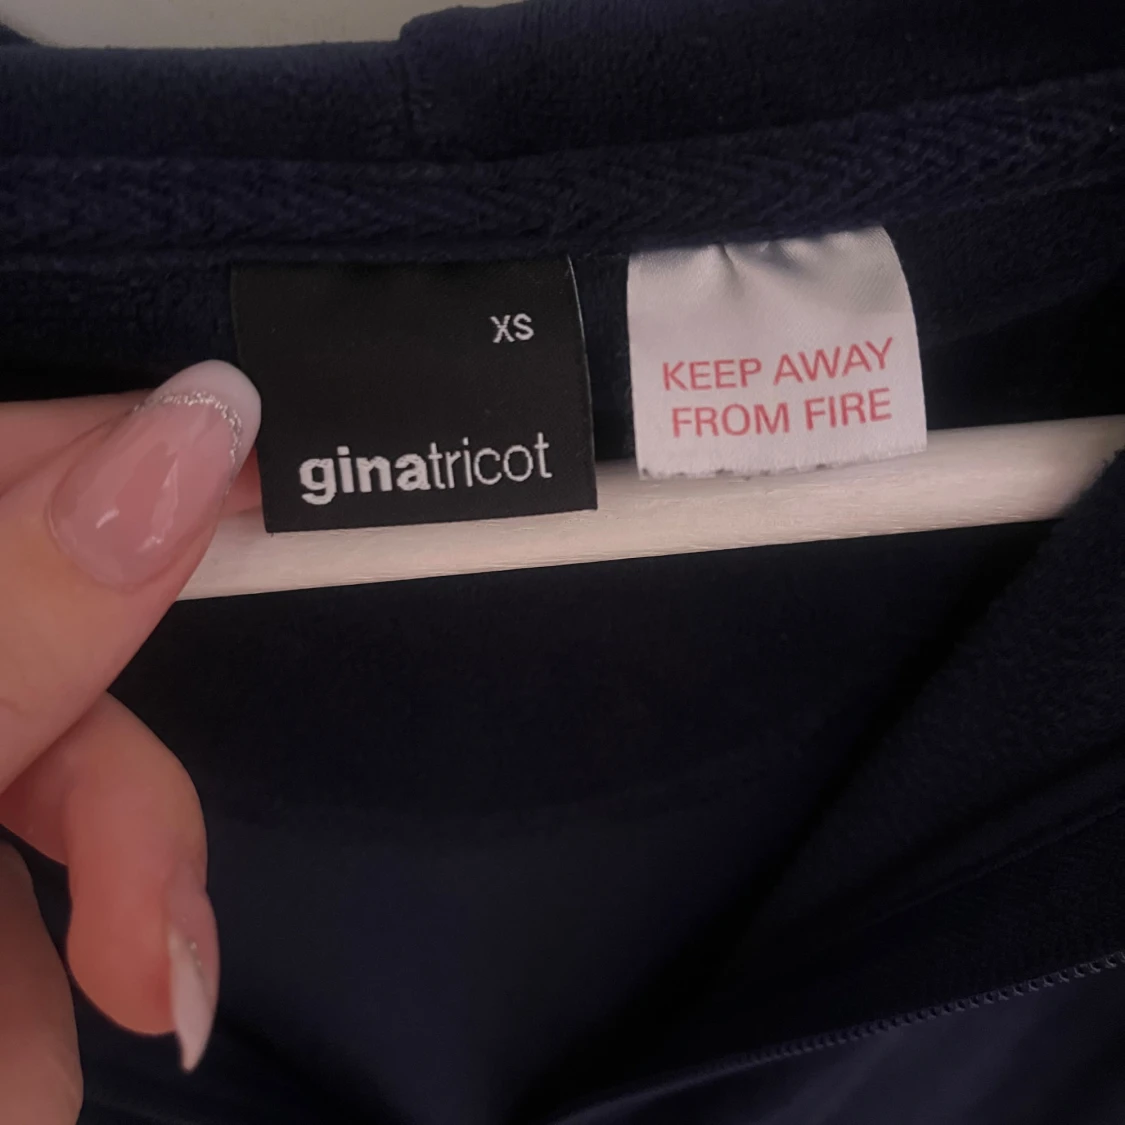 XS
ginatricot
KEEP AWAY
FROM FIRE